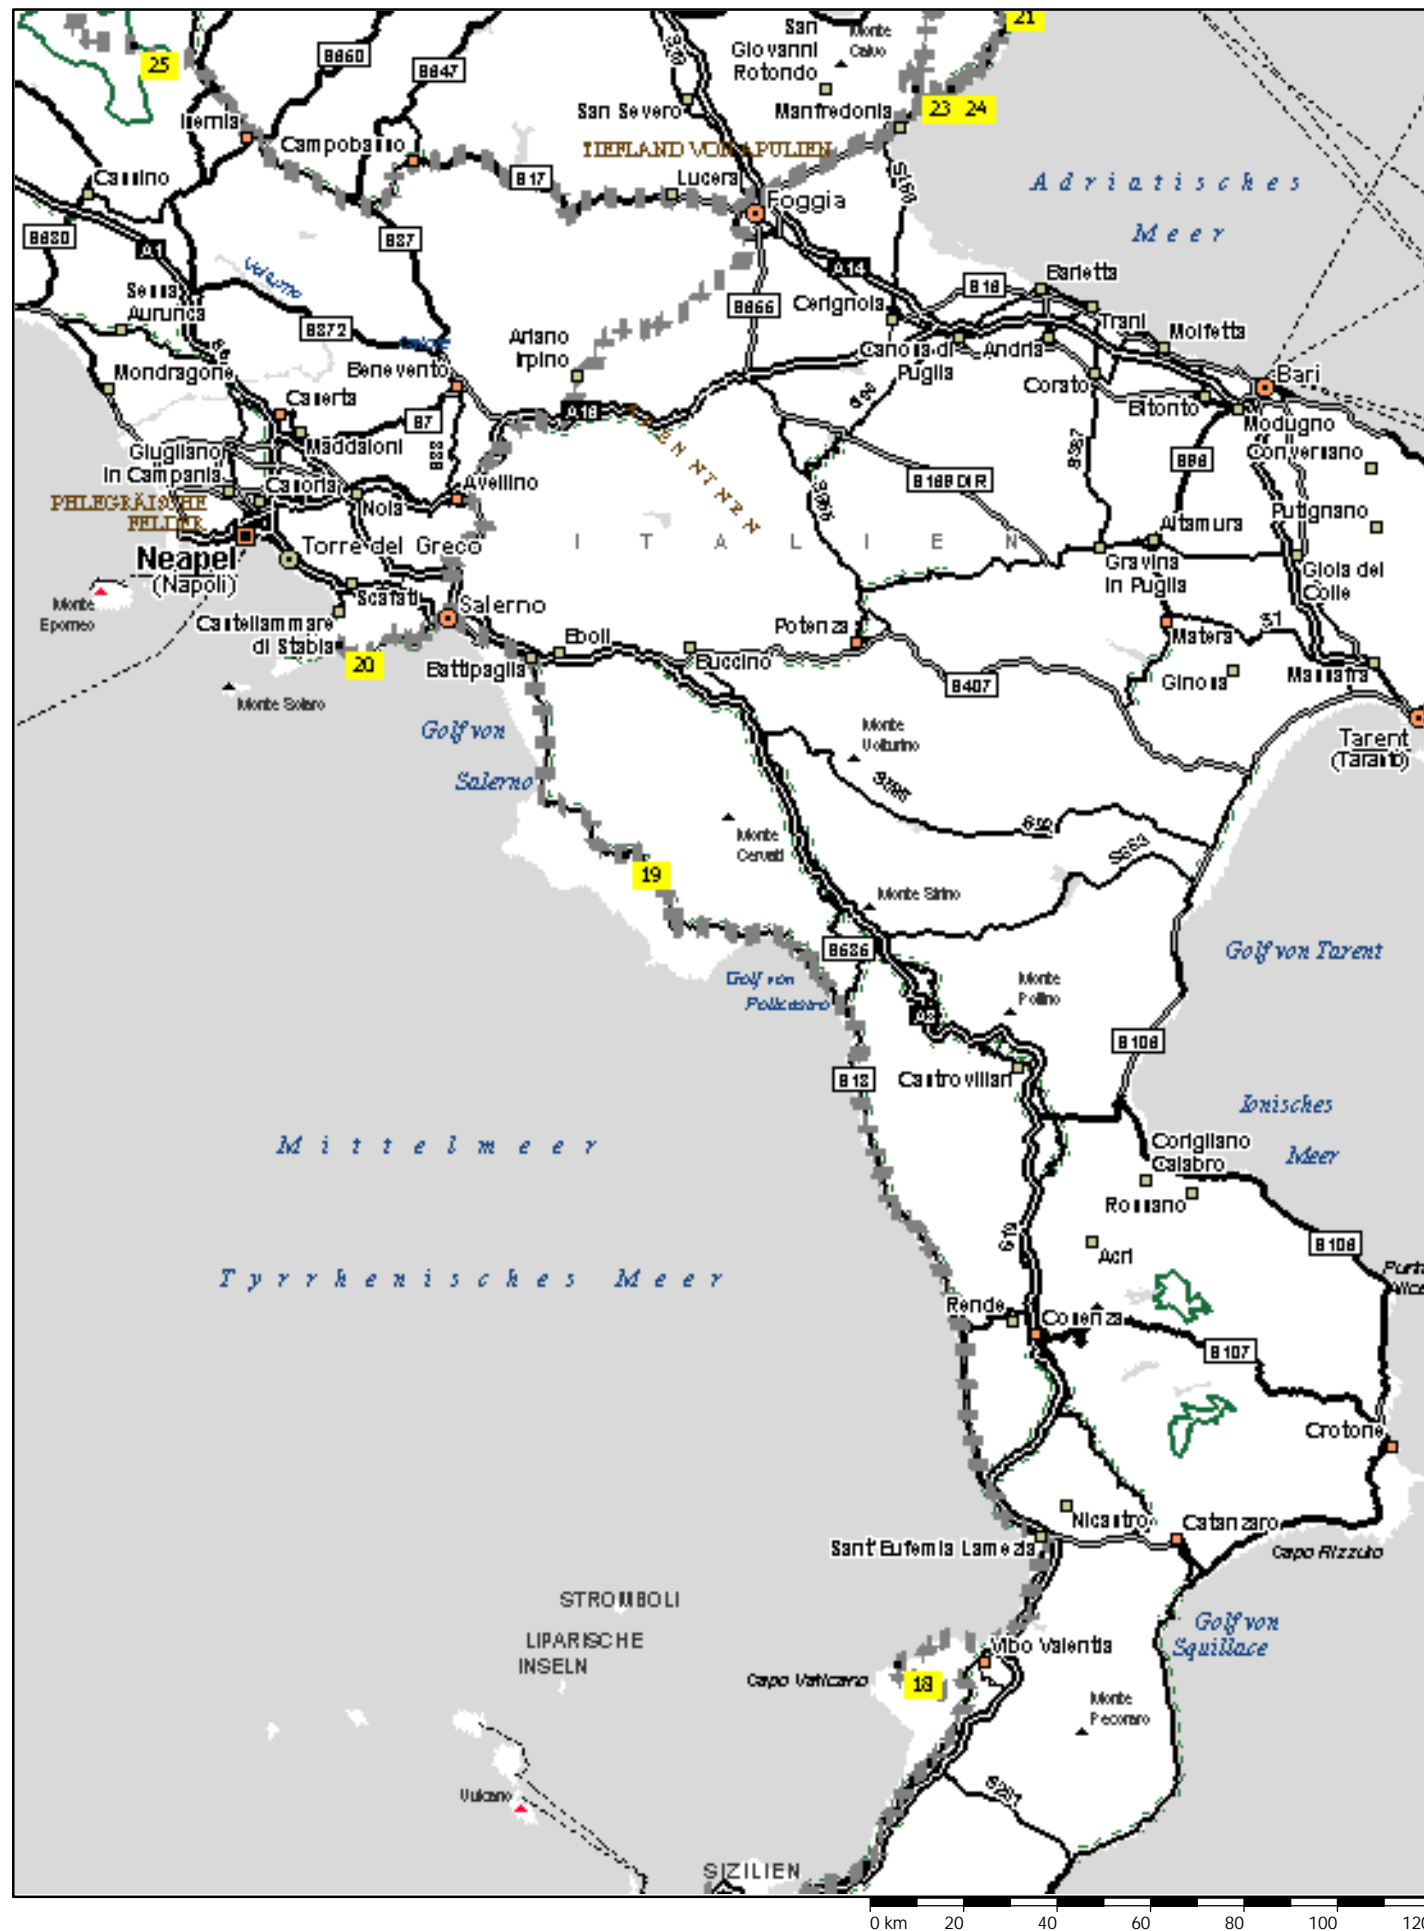 21
San
Giovanni
Rotondo
Monte
Calvo
25
B650
B647
23 24
San Severo
Manfredonia
Isernia
Campobasso
TIEFLAND VON APULIEN
Cassino
B17
Lucera
Foggia
Adriatisches
Meer
B630
A1
B87
Volturno
Sessa
Aurunca
A14
B655
Cerignola
B16
Barletta
Trani
Molfetta
B372
Ariano
Irpino
Mondragone
Benevento
Canosa di
Puglia
Andria
Corato
Bitonto
Bari
Modugno
Caserta
B7
A16
Maddaloni
Giugliano
in Campania
Casoria
Nola
Avellino
B169 DIR
B96
Conversano
Putignano
PHLEGRÄISCHE
FELDER
APENNINEN
Altamura
Neapel
(Napoli)
Torre del Greco
ITALIEN
Gravina
in Puglia
Gioia del
Colle
Monte
Epomeo
Scafati
Salerno
Castellammare
di Stabia
Eboli
Potenza
Matera
20
Battipaglia
Buccino
B407
Ginosa
Massafra
Monte Solaro
Golf von
Salerno
Monte
Volturino
Tarent
(Taranto)
Monte
Cervati
S653
19
Monte Sirino
B585
Golf von Tarent
Golf von
Policastro
Monte
Pollino
A3
B106
B18
Castrovillari
Ionisches
Meer
Mittelmeer
Corigliano
Calabro
Rossano
B106
Acri
Tyrrhenisches Meer
Rende
Cosenza
B107
Crotone
Nicastro
Catanzaro
Sant'Eufemia Lamezia
Capo Rizzuto
STROMBOLI
LIPARISCHE
INSELN
Golf von
Squillace
Vibo Valentia
Capo Vaticano
18
Monte
Pecoraro
Vulcano
SIZILIEN
0 km 20 40 60 80 100